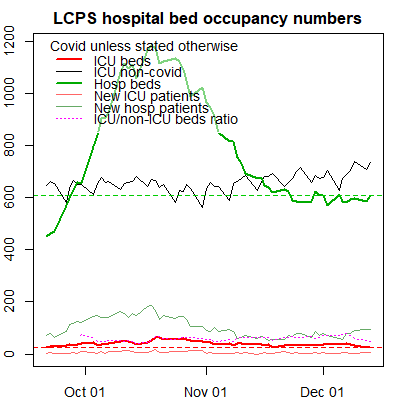 LCPS hospital bed occupancy numbers
Covid unless stated otherwise
ICU beds
ICU non-covid
Hosp beds
New ICU patients
New hosp patients
ICU/non-ICU beds ratio
1200
1000
800
600
400
200
0
Oct 01 Nov 01 Dec 01